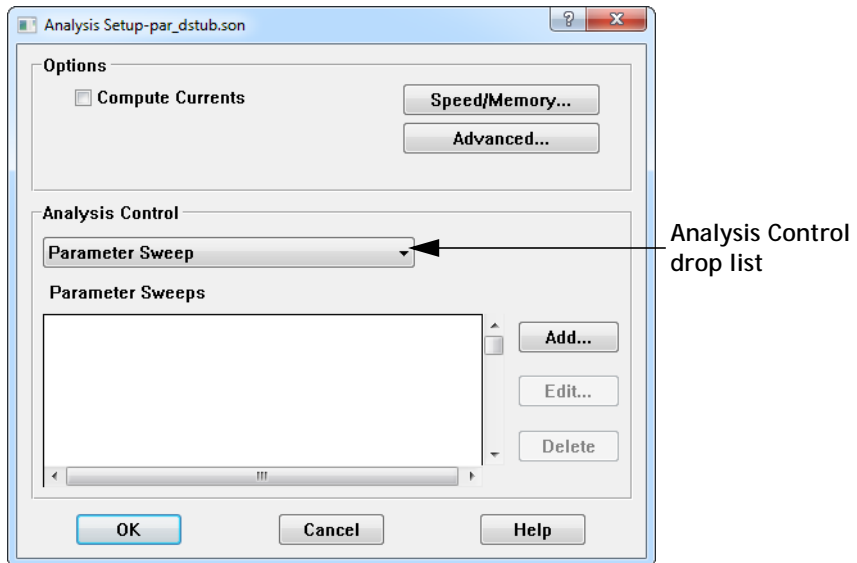 Analysis Setup-par_dstub.son
Options
Compute Currents
Speed/Memory...
Advanced...
Analysis Control
Parameter Sweep
Analysis Control
drop list
Parameter Sweeps
Add...
Edit...
Delete
OK
Cancel
Help